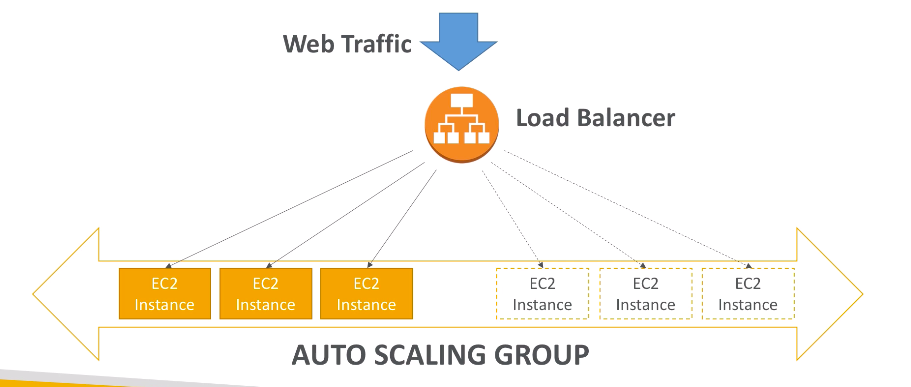 Web Traffic
Load Balancer
EC2
Instance
EC2
Instance
EC2
Instance
EC2
Instance
EC2
Instance
EC2
Instance
AUTO SCALING GROUP